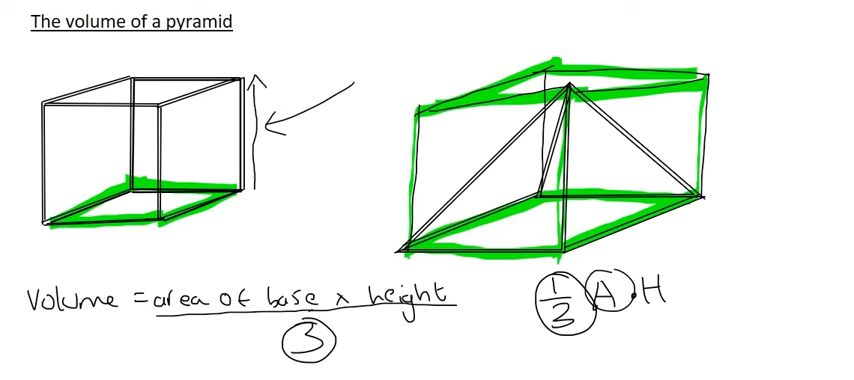 The volume of a pyramid
Volume = area of base x height
3
1/3 A . H